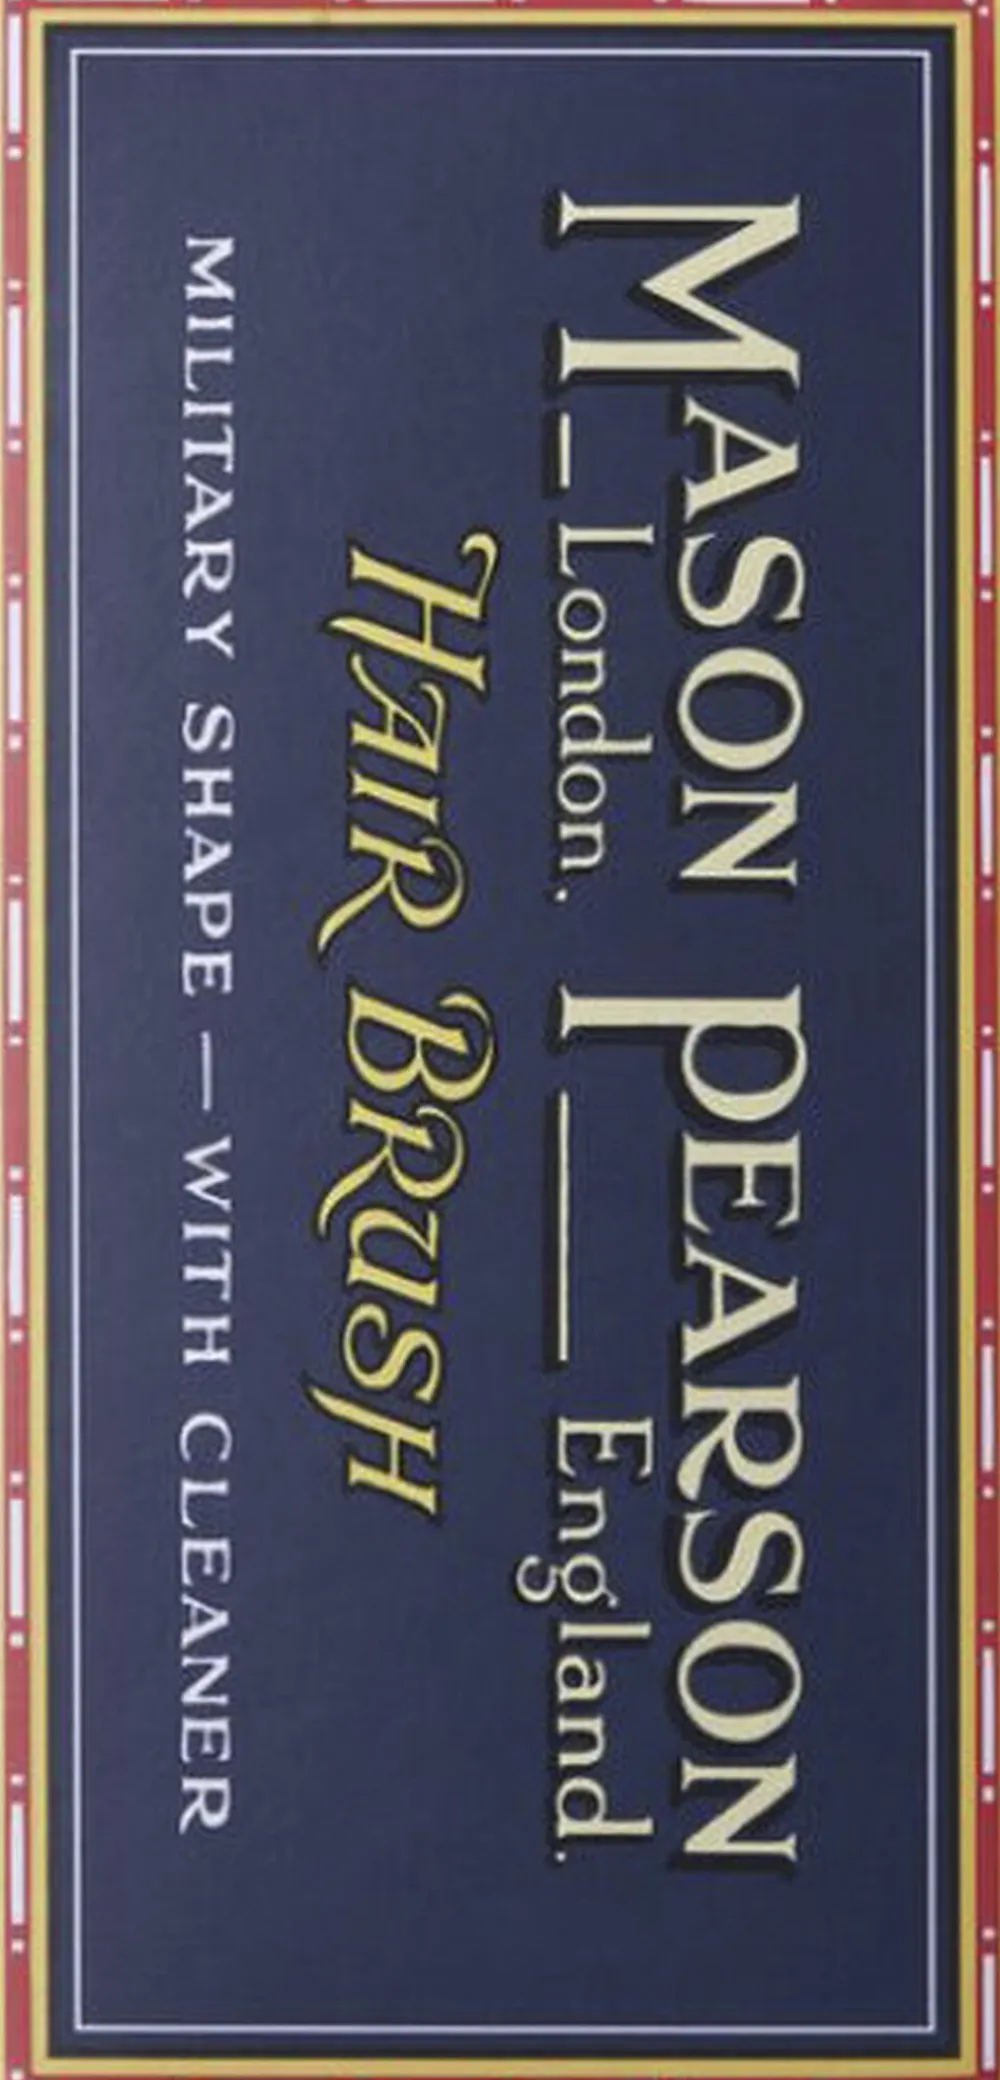 MASON PEARSON
— London. — England.
HAIR BRUSH
MILITARY SHAPE — WITH CLEANER